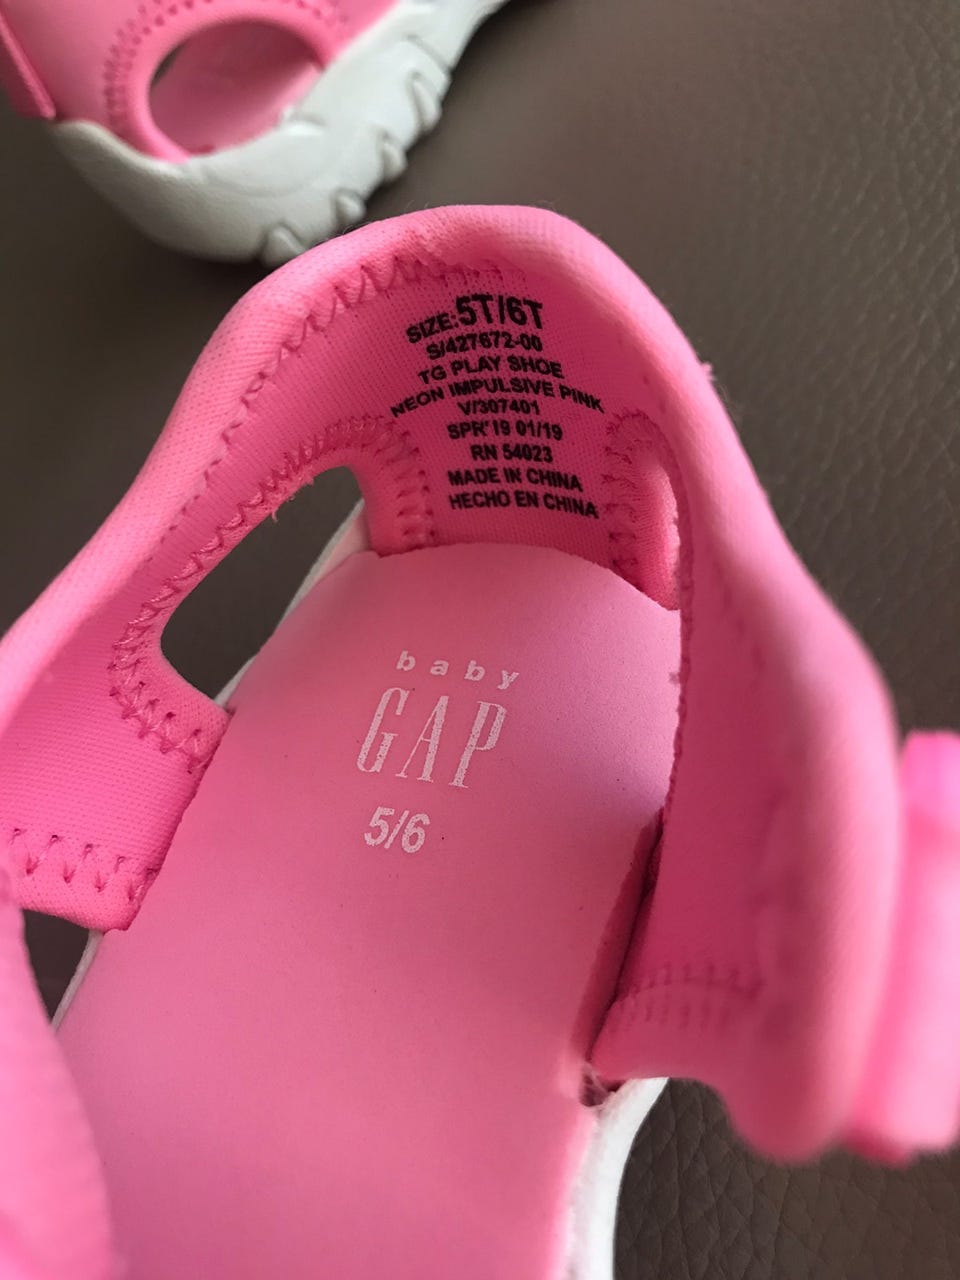 SIZE:5T/6T
S/427672-00
TG PLAY SHOE
NEON IMPULSIVE PINK
V/307401
SPR'19 01/19
RN 54023
MADE IN CHINA
HECHO EN CHINA
baby
GAP
5/6